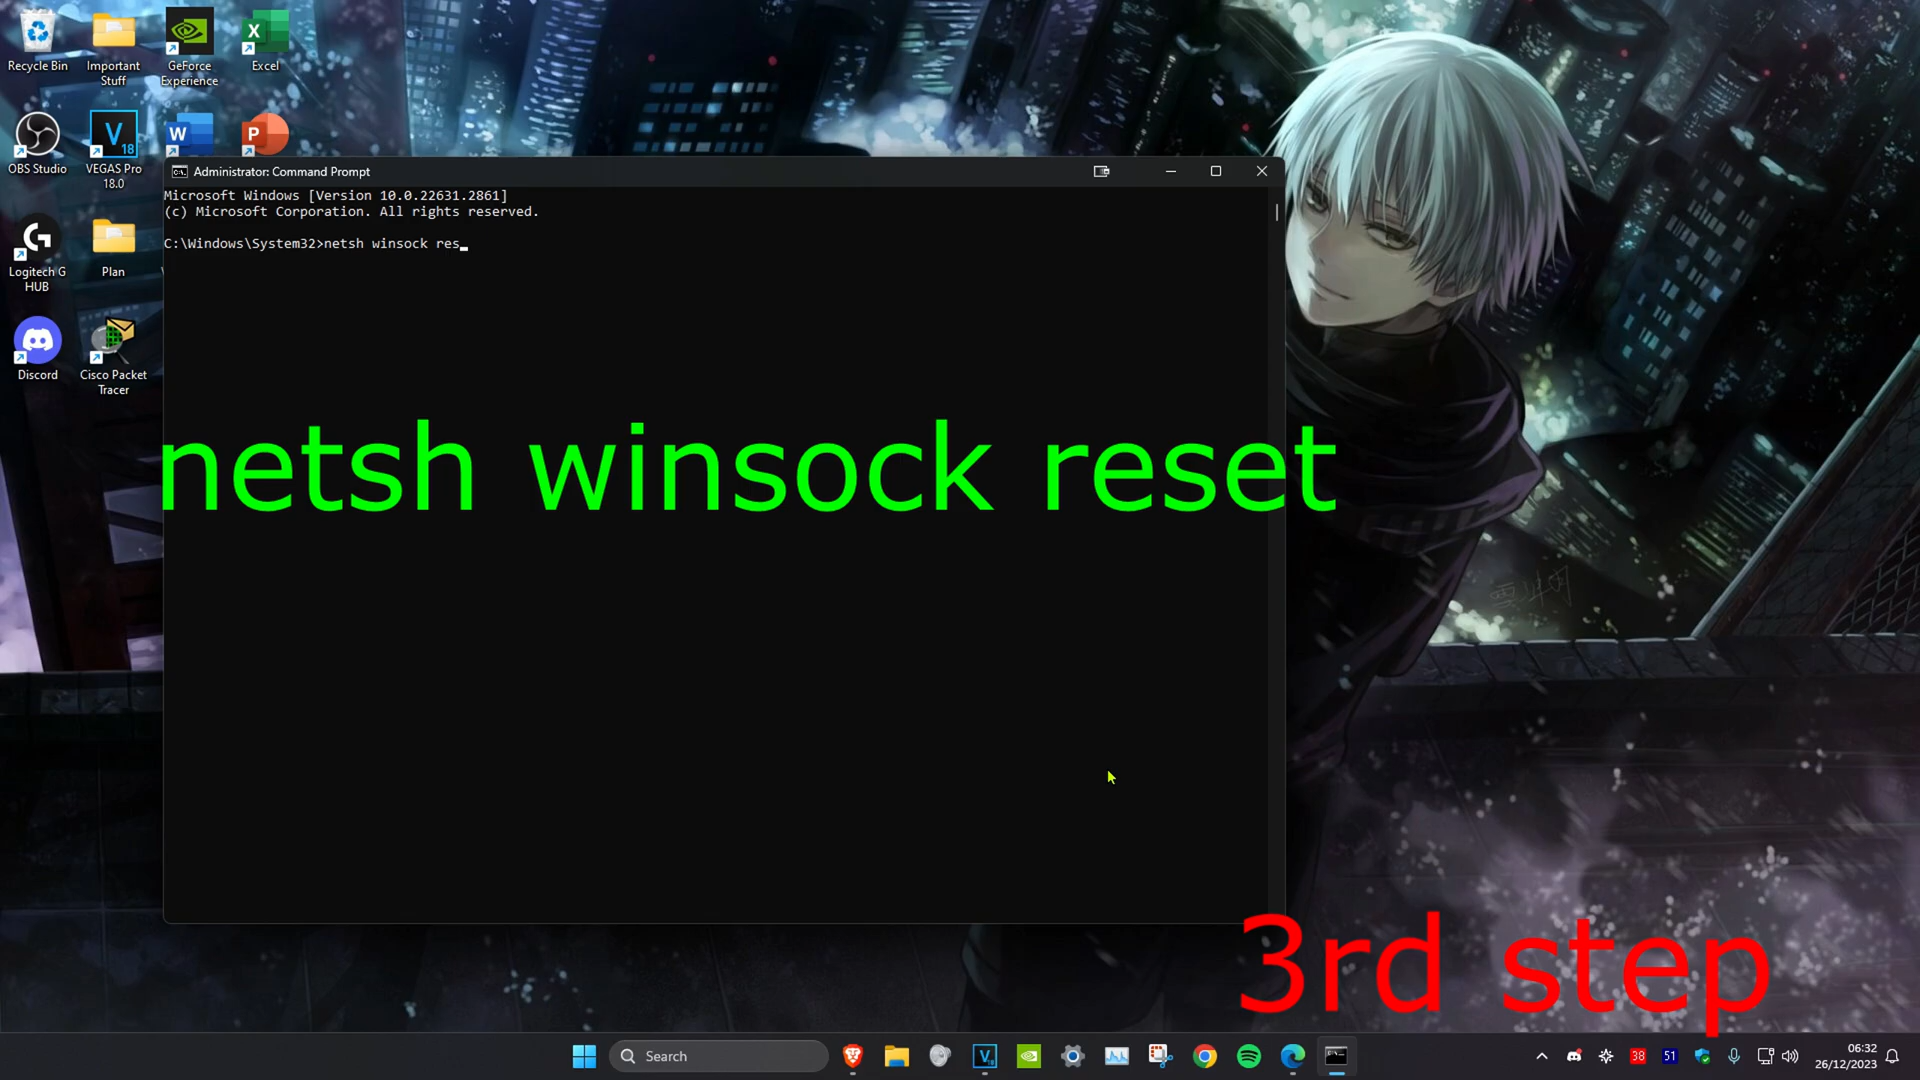 Recycle Bin
Important
Stuff
GeForce
Experience
Excel
OBS Studio
VEGAS Pro
18.0
Logitech G
HUB
Plan
Discord
Cisco Packet
Tracer
Administrator: Command Prompt
Microsoft Windows [Version 10.0.22631.2861]
(c) Microsoft Corporation. All rights reserved.
C:\Windows\System32>netsh winsock res
netsh winsock reset
3rd step
Search
38
51
06:32
26/12/2023